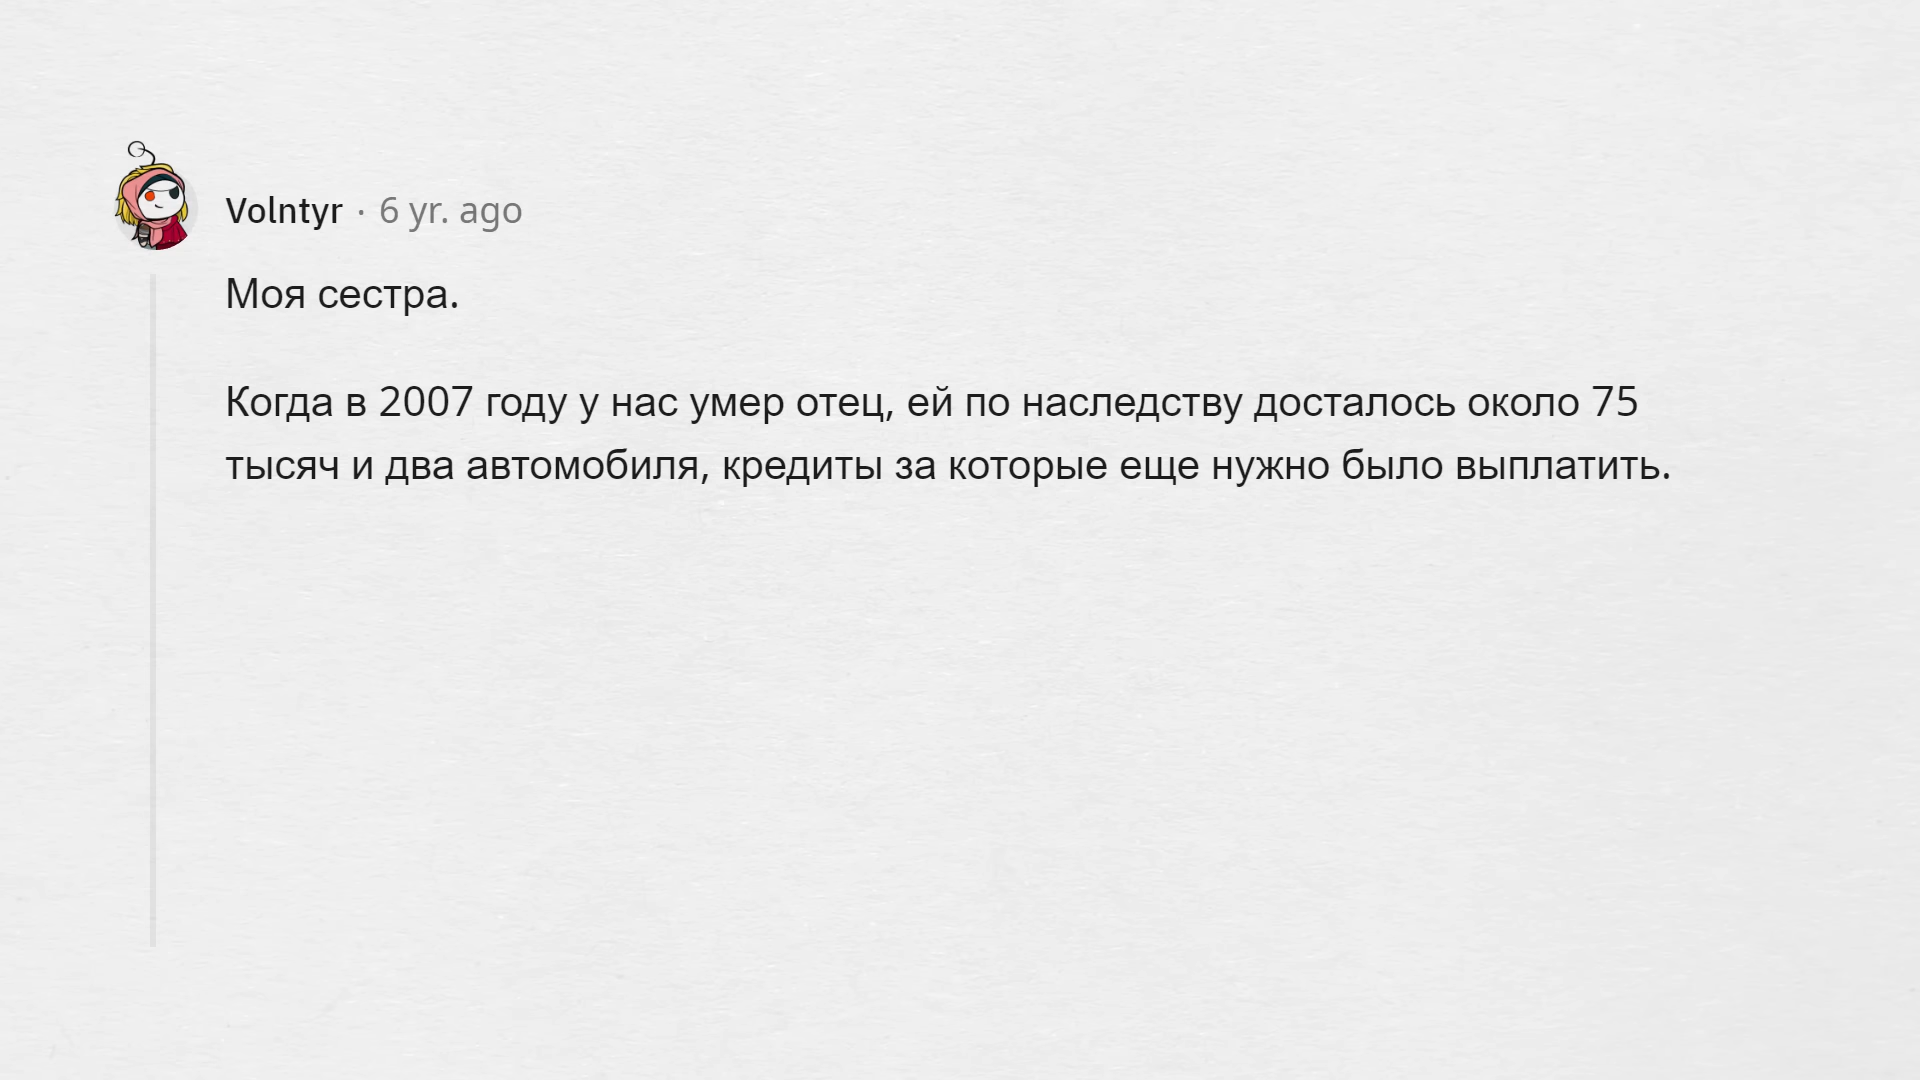 Volntyr · 6 yr. ago
Моя сестра.
Когда в 2007 году у нас умер отец, ей по наследству досталось около 75
тысяч и два автомобиля, кредиты за которые еще нужно было выплатить.